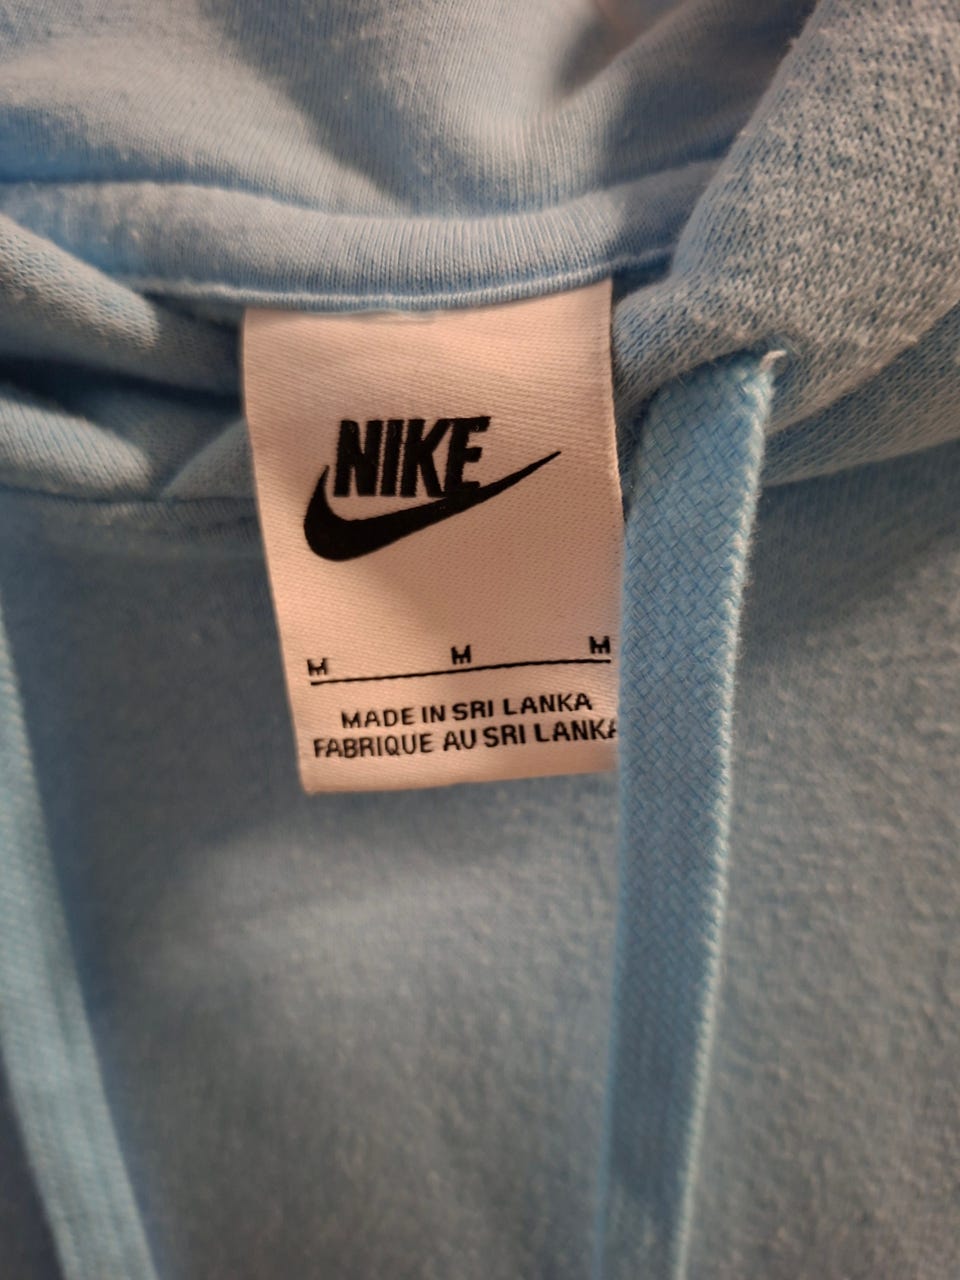 NIKE
M M M
MADE IN SRI LANKA
FABRIQUE AU SRI LANKA